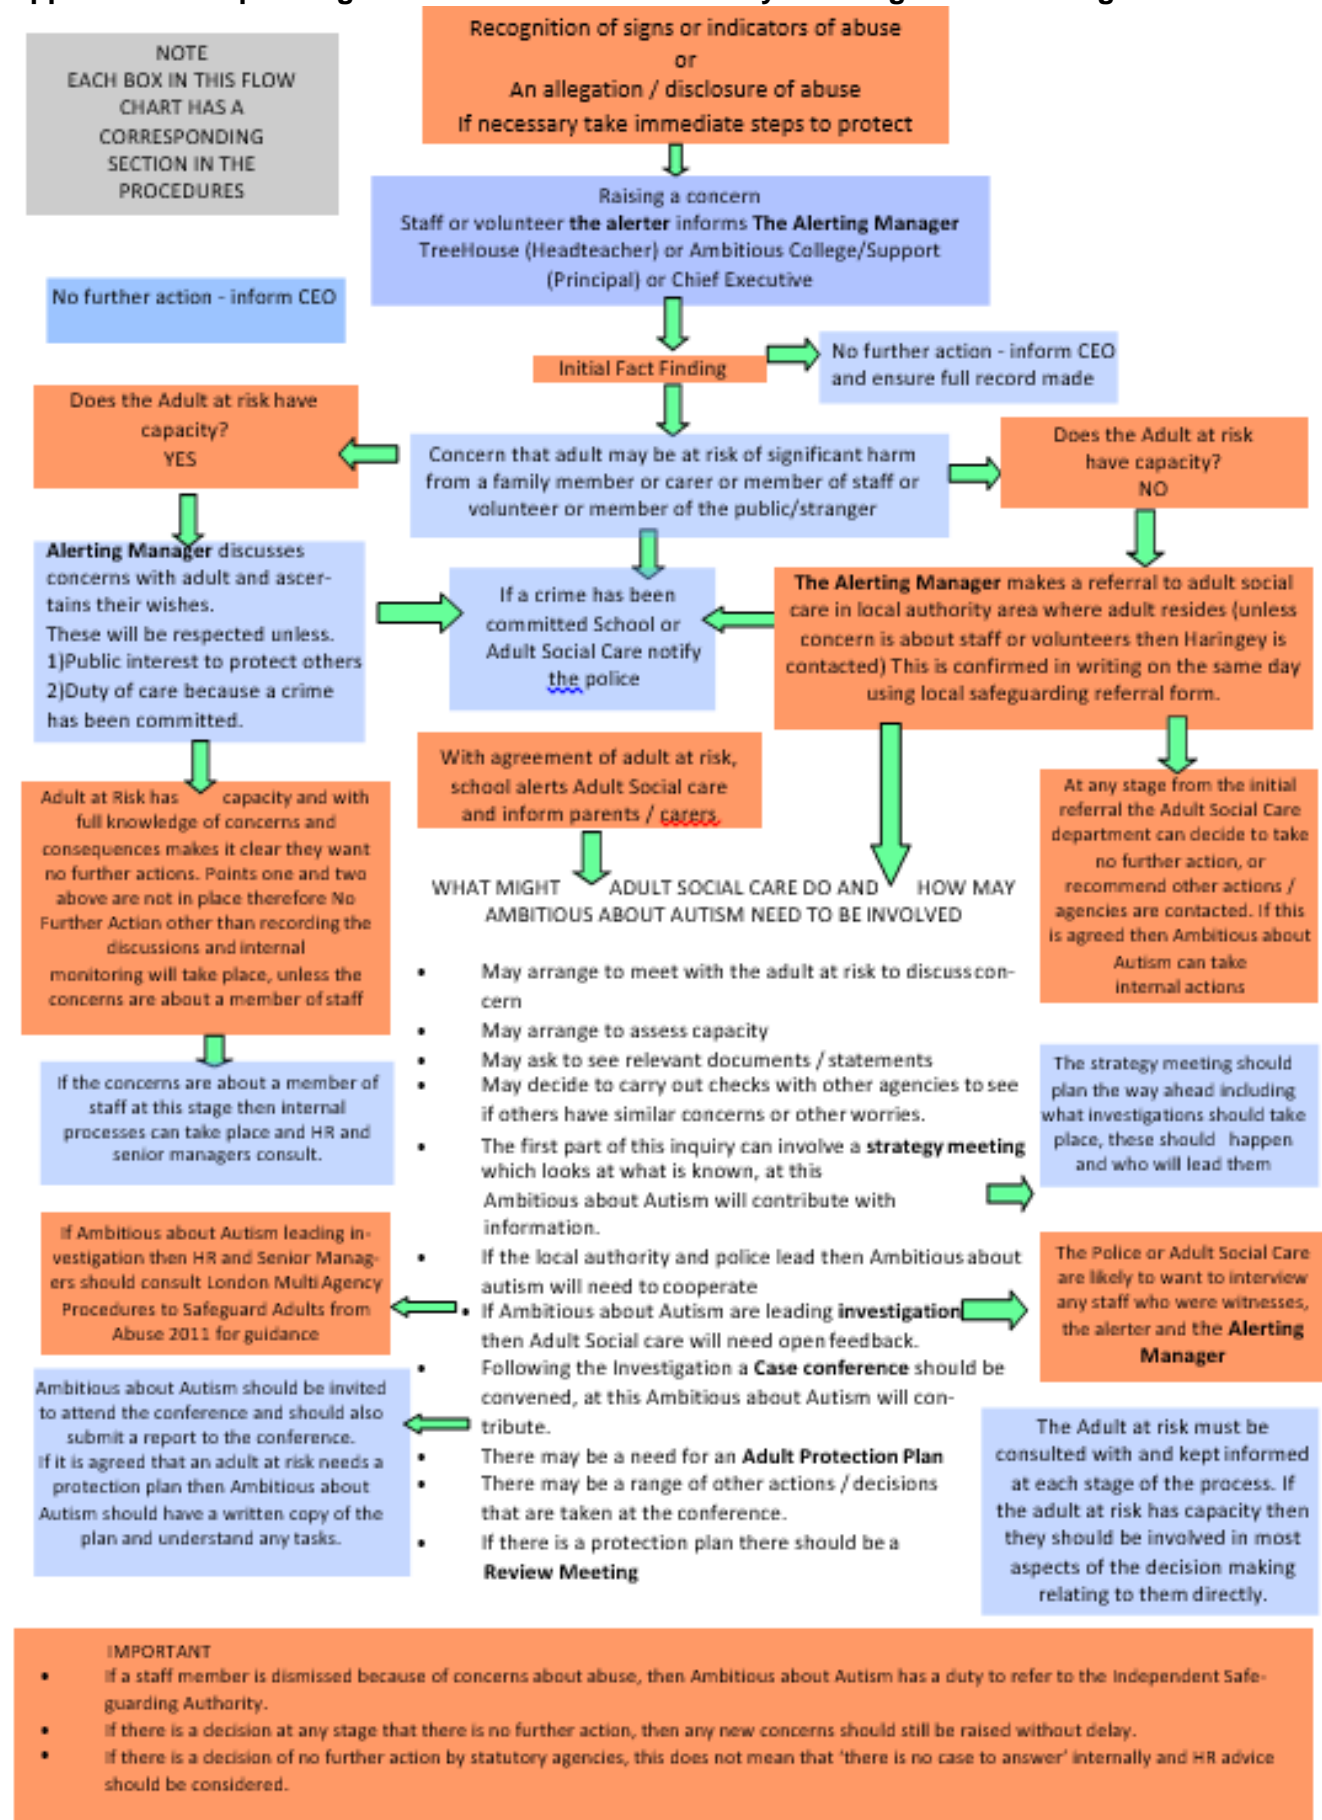 Recognition of signs or indicators of abuse
or
An allegation / disclosure of abuse
If necessary take immediate steps to protect
NOTE
EACH BOX IN THIS FLOW
CHART HAS A
CORRESPONDING
SECTION IN THE
PROCEDURES
Raising a concern
Staff or volunteer the alerter informs The Alerting Manager
TreeHouse (Headteacher) or Ambitious College/Support
(Principal) or Chief Executive
No further action - inform CEO
Initial Fact Finding
No further action - inform CEO
and ensure full record made
Does the Adult at risk have
capacity?
YES
Concern that adult may be at risk of significant harm
from a family member or carer or member of staff or
volunteer or member of the public/stranger
Does the Adult at risk
have capacity?
NO
Alerting Manager discusses
concerns with adult and ascer-
tains their wishes.
These will be respected unless.
1)Public interest to protect others
2)Duty of care because a crime
has been committed.
If a crime has been
committed School or
Adult Social Care notify
the police
The Alerting Manager makes a referral to adult social
care in local authority area where adult resides (unless
concern is about staff or volunteers then Haringey is
contacted) This is confirmed in writing on the same day
using local safeguarding referral form.
With agreement of adult at risk,
school alerts Adult Social care
and inform parents / carers
Adult at Risk has capacity and with
full knowledge of concerns and
consequences makes it clear they want
no further actions. Points one and two
above are not in place therefore No
Further Action other than recording the
discussions and internal
monitoring will take place, unless the
concerns are about a member of staff
At any stage from the initial
referral the Adult Social Care
department can decide to take
no further action, or
recommend other actions /
agencies are contacted. If this
is agreed then Ambitious about
Autism can take
internal actions
WHAT MIGHT ADULT SOCIAL CARE DO AND HOW MAY
AMBITIOUS ABOUT AUTISM NEED TO BE INVOLVED
• May arrange to meet with the adult at risk to discuss con-
cern
• May arrange to assess capacity
• May ask to see relevant documents / statements
• May decide to carry out checks with other agencies to see
if others have similar concerns or other worries.
• The first part of this inquiry can involve a strategy meeting
which looks at what is known, at this
Ambitious about Autism will contribute with
information.
• If the local authority and police lead then Ambitious about
autism will need to cooperate
• If Ambitious about Autism are leading investigation
then Adult Social care will need open feedback.
• Following the Investigation a Case conference should be
convened, at this Ambitious about Autism will con-
tribute.
• There may be a need for an Adult Protection Plan
• There may be a range of other actions / decisions
that are taken at the conference.
• If there is a protection plan there should be a
Review Meeting
If the concerns are about a member of
staff at this stage then internal
processes can take place and HR and
senior managers consult.
The strategy meeting should
plan the way ahead including
what investigations should take
place, these should happen
and who will lead them
If Ambitious about Autism leading in-
vestigation then HR and Senior Manag-
ers should consult London Multi Agency
Procedures to Safeguard Adults from
Abuse 2011 for guidance
The Police or Adult Social Care
are likely to want to interview
any staff who were witnesses,
the alerter and the Alerting
Manager
Ambitious about Autism should be invited
to attend the conference and should also
submit a report to the conference.
If it is agreed that an adult at risk needs a
protection plan then Ambitious about
Autism should have a written copy of the
plan and understand any tasks.
The Adult at risk must be
consulted with and kept informed
at each stage of the process. If
the adult at risk has capacity then
they should be involved in most
aspects of the decision making
relating to them directly.
IMPORTANT
• If a staff member is dismissed because of concerns about abuse, then Ambitious about Autism has a duty to refer to the Independent Safe-
guarding Authority.
• If there is a decision at any stage that there is no further action, then any new concerns should still be raised without delay.
• If there is a decision of no further action by statutory agencies, this does not mean that 'there is no case to answer' internally and HR advice
should be considered.